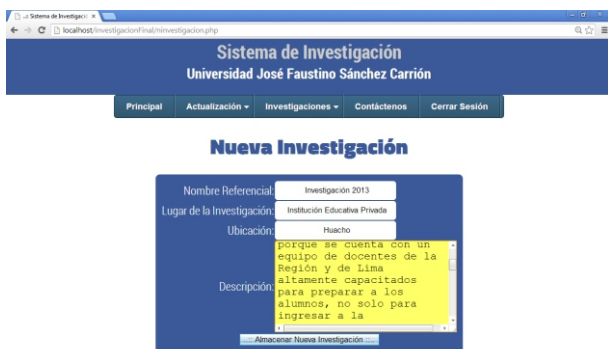 ..:: Sistema de Investigaci
localhost/investigacionFinal/ninvestigacion.php
Sistema de Investigación
Universidad José Faustino Sánchez Carrión
Principal Actualización Investigaciones Contáctenos Cerrar Sesión
Nueva Investigación
Nombre Referencial: Investigación 2013
Lugar de la Investigación: Institución Educativa Privada
Ubicación: Huacho
Descripción:
porque se cuenta con un
equipo de docentes de la
Región y de Lima
altamente capacitados
para preparar a los
alumnos, no solo para
ingresar a la
..:: Almacenar Nueva Investigación ::..